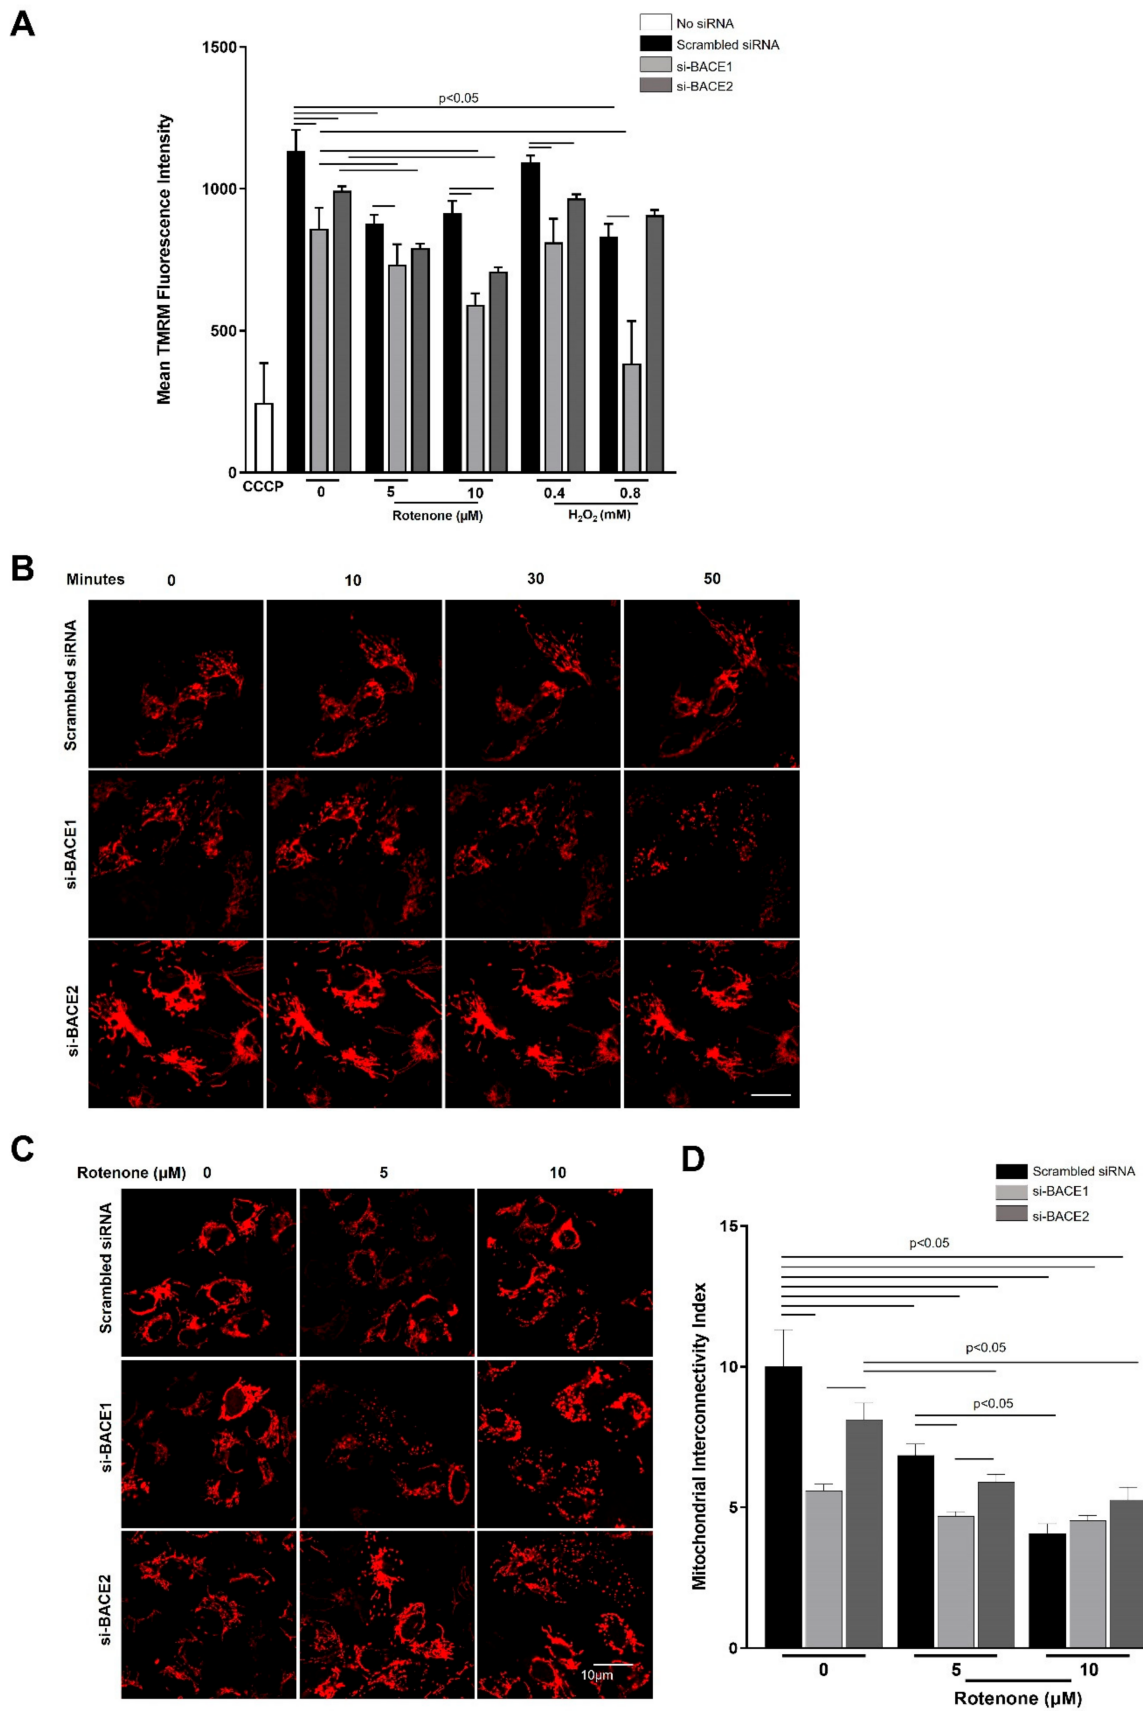 A
No siRNA
Scrambled siRNA
si-BACE1
si-BACE2
Mean TMRM Fluorescence Intensity
1500
1000
500
0
p<0.05
CCCP
0
5
10
0.4
0.8
Rotenone (µM)
H₂O₂ (mM)
B
Minutes 0 10 30 50
Scrambled siRNA
si-BACE1
si-BACE2
C
Rotenone (µM) 0 5 10
Scrambled siRNA
si-BACE1
si-BACE2
10µm
D
Scrambled siRNA
si-BACE1
si-BACE2
Mitochondrial Interconnectivity Index
15
10
5
0
p<0.05
p<0.05
p<0.05
0
5
10
Rotenone (µM)